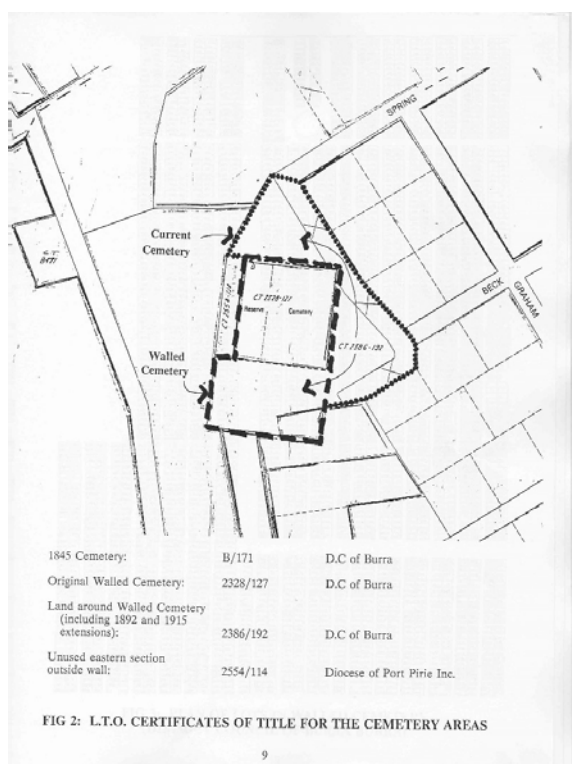 SPRING
Current
Cemetery
CT 2328-127
Reserve Cemetery
CT 2554-114
BECK
GRAHAM
CT 2386-192
Walled
Cemetery
1845 Cemetery: B/171 D.C of Burra
Original Walled Cemetery: 2328/127 D.C of Burra
Land around Walled Cemetery
(including 1892 and 1915
extensions): 2386/192 D.C of Burra
Unused eastern section
outside wall: 2554/114 Diocese of Port Pirie Inc.
FIG 2: L.T.O. CERTIFICATES OF TITLE FOR THE CEMETERY AREAS
9